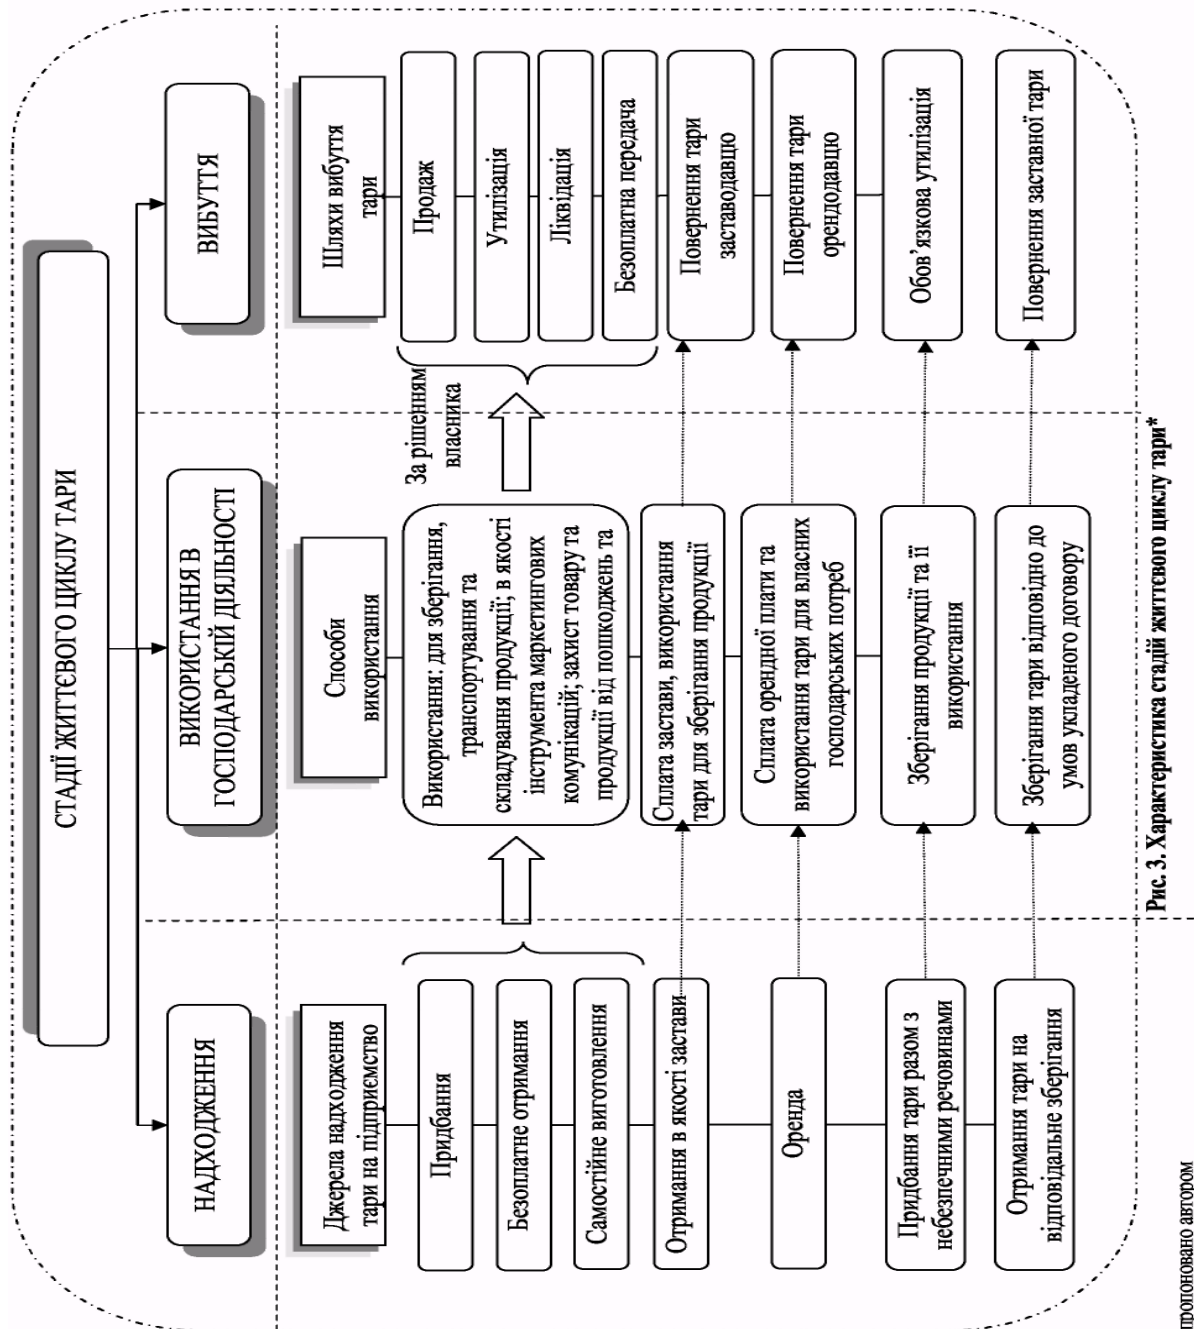 СТАДІЇ ЖИТТЄВОГО ЦИКЛУ ТАРИ
НАДХОДЖЕННЯ
ВИКОРИСТАННЯ В
ГОСПОДАРСЬКІЙ ДІЯЛЬНОСТІ
ВИБУТТЯ
Джерела надходження
тари на підприємство
Способи
використання
Шляхи вибуття
тари
Придбання
Безоплатне отримання
Самостійне виготовлення
Використання: для зберігання,
транспортування та
складування продукції; в якості
інструмента маркетингових
комунікацій; захист товару та
продукції від пошкоджень та
За рішенням
власника
Продаж
Утилізація
Ліквідація
Безоплатна передача
Отримання в якості застави
Сплата застави, використання
тари для зберігання продукції
Повернення тари
заставодавцю
Оренда
Сплата орендної плати та
використання тари для власних
господарських потреб
Повернення тари
орендодавцю
Придбання тари разом з
небезпечними речовинами
Зберігання продукції та її
використання
Обов’язкова утилізація
Отримання тари на
відповідальне зберігання
Зберігання тари відповідно до
умов укладеного договору
Повернення заставної тари
Рис. 3. Характеристика стадій життєвого циклу тари*
пропоновано автором